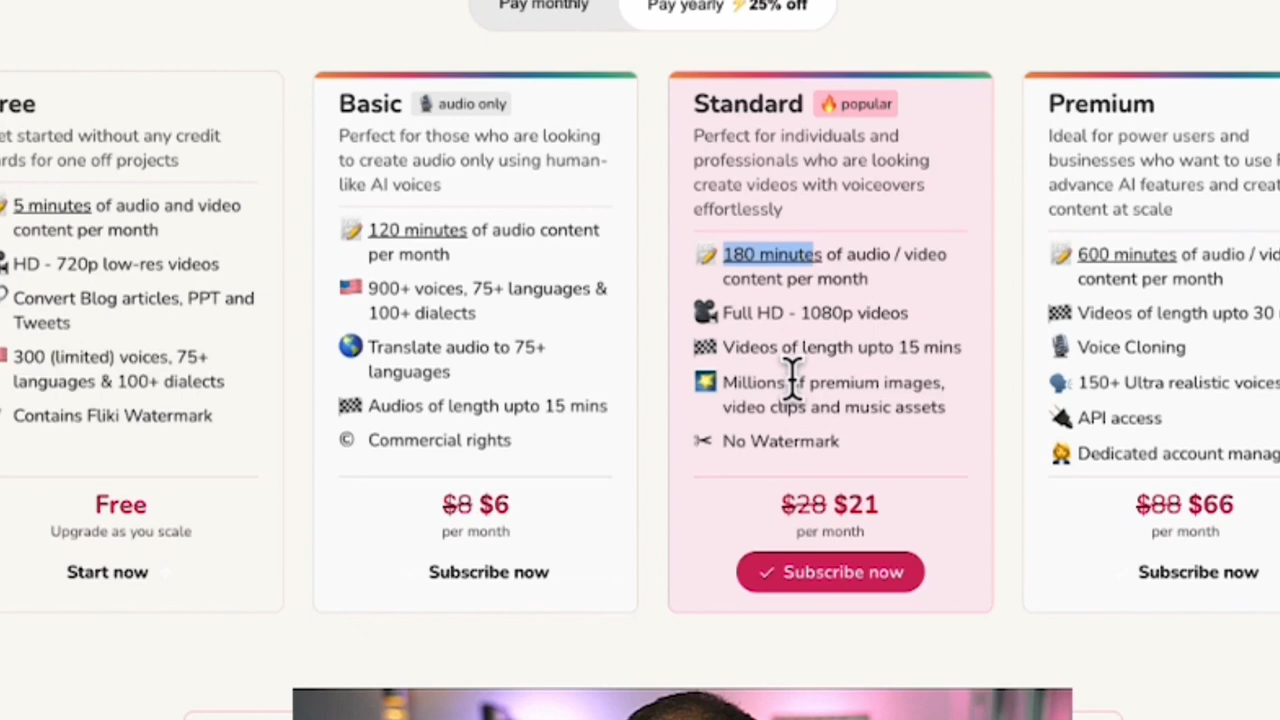 Pay monthly
Pay yearly ⚡25% off
ree
et started without any credit
rds for one off projects
5 minutes of audio and video
content per month
HD - 720p low-res videos
Convert Blog articles, PPT and
Tweets
300 (limited) voices, 75+
languages & 100+ dialects
Contains Fliki Watermark
Free
Upgrade as you scale
Start now
Basic audio only
Perfect for those who are looking
to create audio only using human-
like AI voices
120 minutes of audio content
per month
900+ voices, 75+ languages &
100+ dialects
Translate audio to 75+
languages
Audios of length upto 15 mins
© Commercial rights
$8 $6
per month
Subscribe now
Standard 🔥 popular
Perfect for individuals and
professionals who are looking
create videos with voiceovers
effortlessly
180 minutes of audio / video
content per month
Full HD - 1080p videos
Videos of length upto 15 mins
Millions of premium images,
video clips and music assets
No Watermark
$28 $21
per month
✓ Subscribe now
Premium
Ideal for power users and
businesses who want to use
advance AI features and creat
content at scale
600 minutes of audio / vid
content per month
Videos of length upto 30
Voice Cloning
150+ Ultra realistic voices
API access
Dedicated account manag
$88 $66
per month
Subscribe now